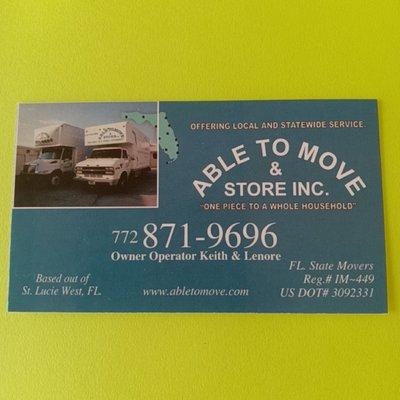 OFFERING LOCAL AND STATEWIDE SERVICE
ABLE TO MOVE
&
STORE INC.
"ONE PIECE TO A WHOLE HOUSEHOLD"
772 871-9696
Owner Operator Keith & Lenore
Based out of
St. Lucie West, FL.
www.abletomove.com
FL. State Movers
Reg.# IM~449
US DOT# 3092331